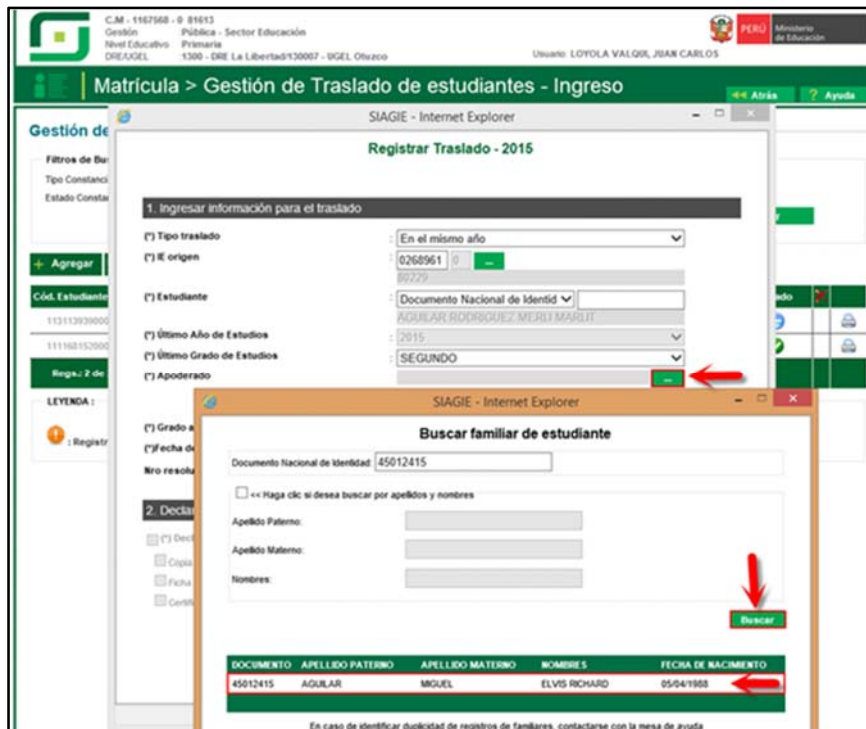 C.M - 1167568 - 0 81613
Gestión Pública - Sector Educación
Nivel Educativo Primaria
DRE/UGEL 1300 - DRE La Libertad/130007 - UGEL Otuzco
Usuario: LOYOLA VALQUI, JUAN CARLOS
PERÚ Ministerio de Educación
Matrícula > Gestión de Traslado de estudiantes - Ingreso
Atrás ? Ayuda
Gestión de
SIAGIE - Internet Explorer
Registrar Traslado - 2015
Filtros de Bu
Tipo Constanci
Estado Constan
1. Ingresar información para el traslado
(*) Tipo traslado : En el mismo año
(*) IE origen : 0268961 0 ...
80229
+ Agregar
(*) Estudiante : Documento Nacional de Identid
AGUILAR RODRIGUEZ MERLI MARLIT
Cód. Estudiante
ado
113113939000
111168152000
(*) Último Año de Estudios : 2015
(*) Último Grado de Estudios : SEGUNDO
(*) Apoderado : ...
Regs.: 2 de
LEYENDA :
: Registr
(*) Grado a
(*)Fecha de
Nro resolu
2. Declar
(*) Decl
Copia
Ficha
Certifi
SIAGIE - Internet Explorer
Buscar familiar de estudiante
Documento Nacional de Identidad: 45012415
<< Haga clic si desea buscar por apellidos y nombres
Apellido Paterno:
Apellido Materno:
Nombres:
Buscar
DOCUMENTO APELLIDO PATERNO APELLIDO MATERNO NOMBRES FECHA DE NACIMIENTO
45012415 AGUILAR MIGUEL ELVIS RICHARD 05/04/1988
En caso de identificar duplicidad de registros de familiares, contactarse con la mesa de ayuda